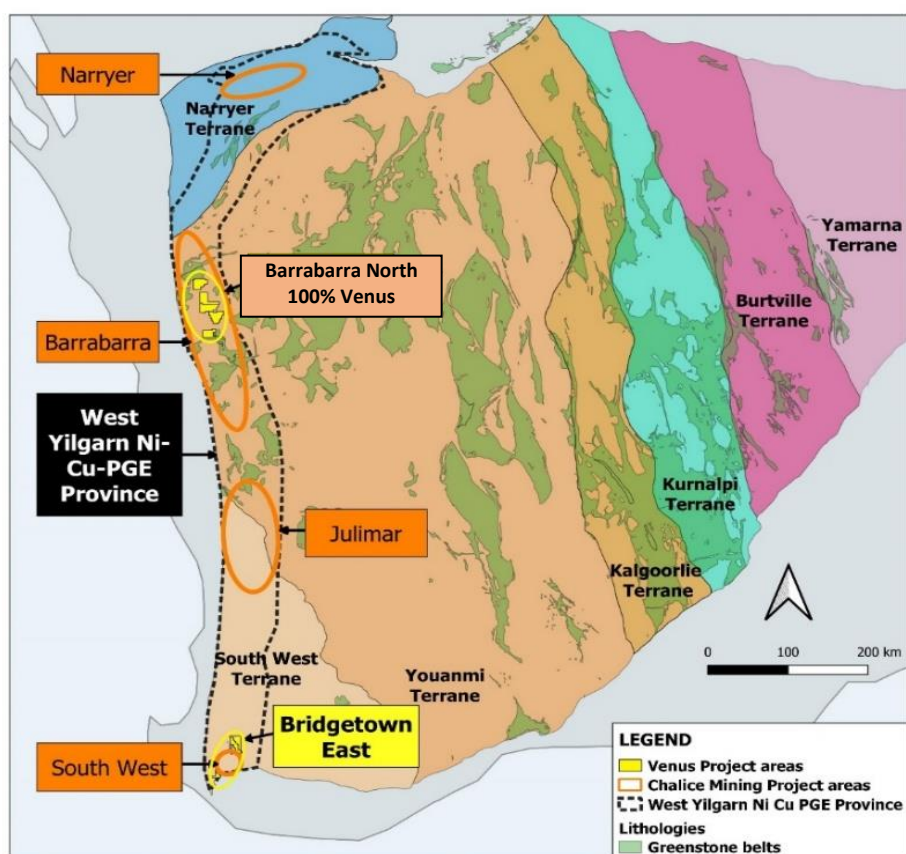 Narryer
Narryer
Terrane
Barrabarra North
100% Venus
Yamarna
Terrane
Burtville
Terrane
Barrabarra
West
Yilgarn Ni-
Cu-PGE
Province
Kurnalpi
Terrane
Julimar
Kalgoorlie
Terrane
South West
Terrane
Youanmi
Terrane
0 100 200 km
Bridgetown
East
South West
LEGEND
Venus Project areas
Chalice Mining Project areas
West Yilgarn Ni Cu PGE Province
Lithologies
Greenstone belts